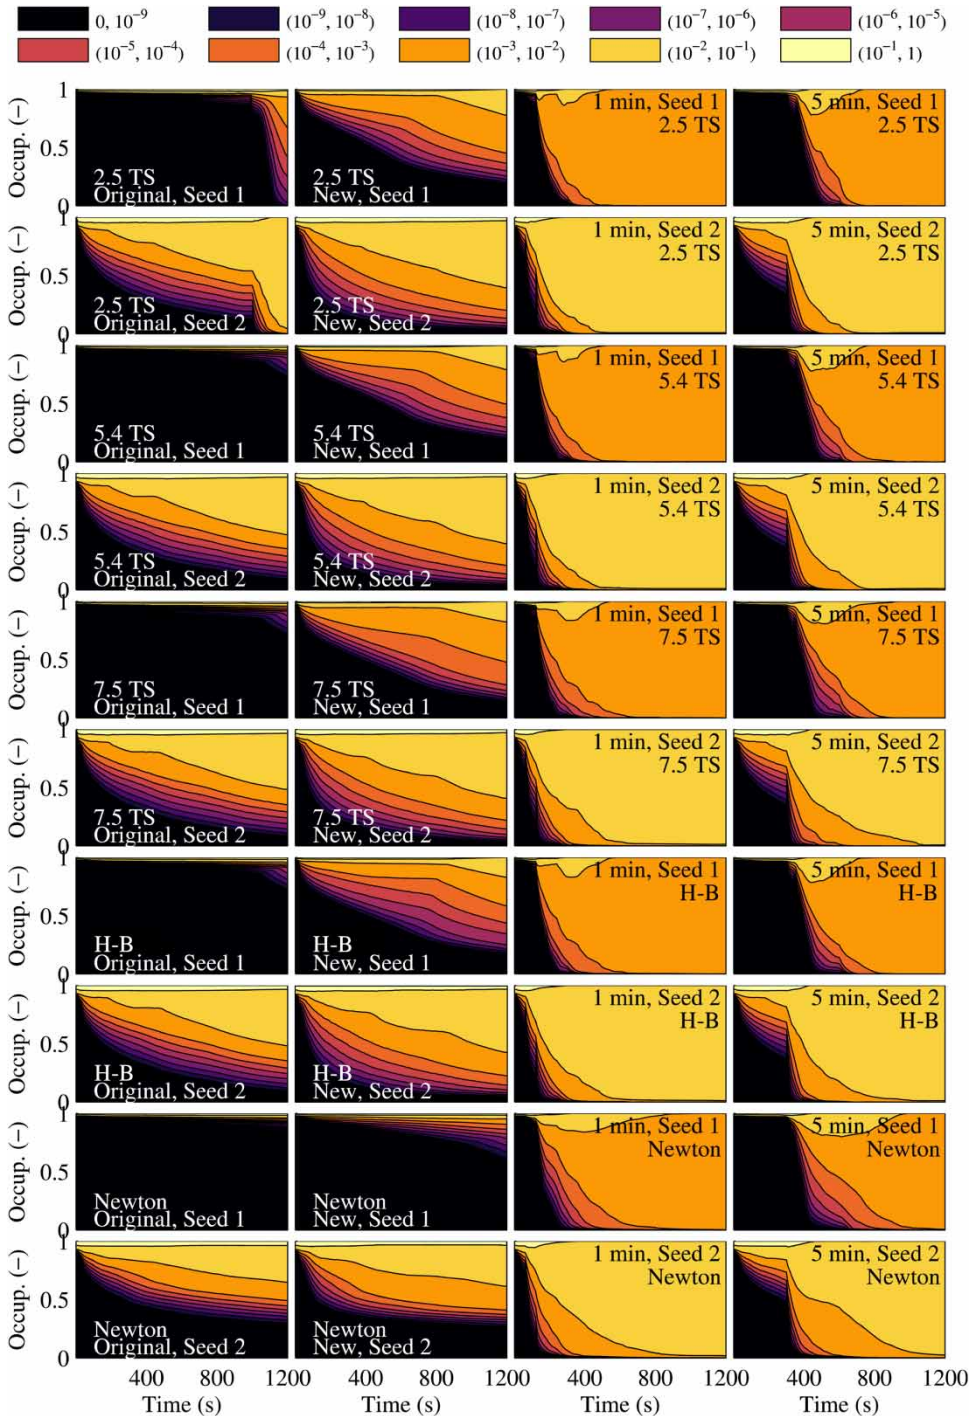 0, 10⁻⁹ (10⁻⁹, 10⁻⁸) (10⁻⁸, 10⁻⁷) (10⁻⁷, 10⁻⁶) (10⁻⁶, 10⁻⁵)
(10⁻⁵, 10⁻⁴) (10⁻⁴, 10⁻³) (10⁻³, 10⁻²) (10⁻², 10⁻¹) (10⁻¹, 1)
Occup. (−) 1 0.5 0
2.5 TS
Original, Seed 1
2.5 TS
New, Seed 1
1 min, Seed 1
2.5 TS
5 min, Seed 1
2.5 TS
Occup. (−) 1 0.5 0
2.5 TS
Original, Seed 2
2.5 TS
New, Seed 2
1 min, Seed 2
2.5 TS
5 min, Seed 2
2.5 TS
Occup. (−) 1 0.5 0
5.4 TS
Original, Seed 1
5.4 TS
New, Seed 1
1 min, Seed 1
5.4 TS
5 min, Seed 1
5.4 TS
Occup. (−) 1 0.5 0
5.4 TS
Original, Seed 2
5.4 TS
New, Seed 2
1 min, Seed 2
5.4 TS
5 min, Seed 2
5.4 TS
Occup. (−) 1 0.5 0
7.5 TS
Original, Seed 1
7.5 TS
New, Seed 1
1 min, Seed 1
7.5 TS
5 min, Seed 1
7.5 TS
Occup. (−) 1 0.5 0
7.5 TS
Original, Seed 2
7.5 TS
New, Seed 2
1 min, Seed 2
7.5 TS
5 min, Seed 2
7.5 TS
Occup. (−) 1 0.5 0
H-B
Original, Seed 1
H-B
New, Seed 1
1 min, Seed 1
H-B
5 min, Seed 1
H-B
Occup. (−) 1 0.5 0
H-B
Original, Seed 2
H-B
New, Seed 2
1 min, Seed 2
H-B
5 min, Seed 2
H-B
Occup. (−) 1 0.5 0
Newton
Original, Seed 1
Newton
New, Seed 1
1 min, Seed 1
Newton
5 min, Seed 1
Newton
Occup. (−) 1 0.5 0
Newton
Original, Seed 2
Newton
New, Seed 2
1 min, Seed 2
Newton
5 min, Seed 2
Newton
400 800 1200 400 800 1200 400 800 1200 400 800 1200
Time (s) Time (s) Time (s) Time (s)